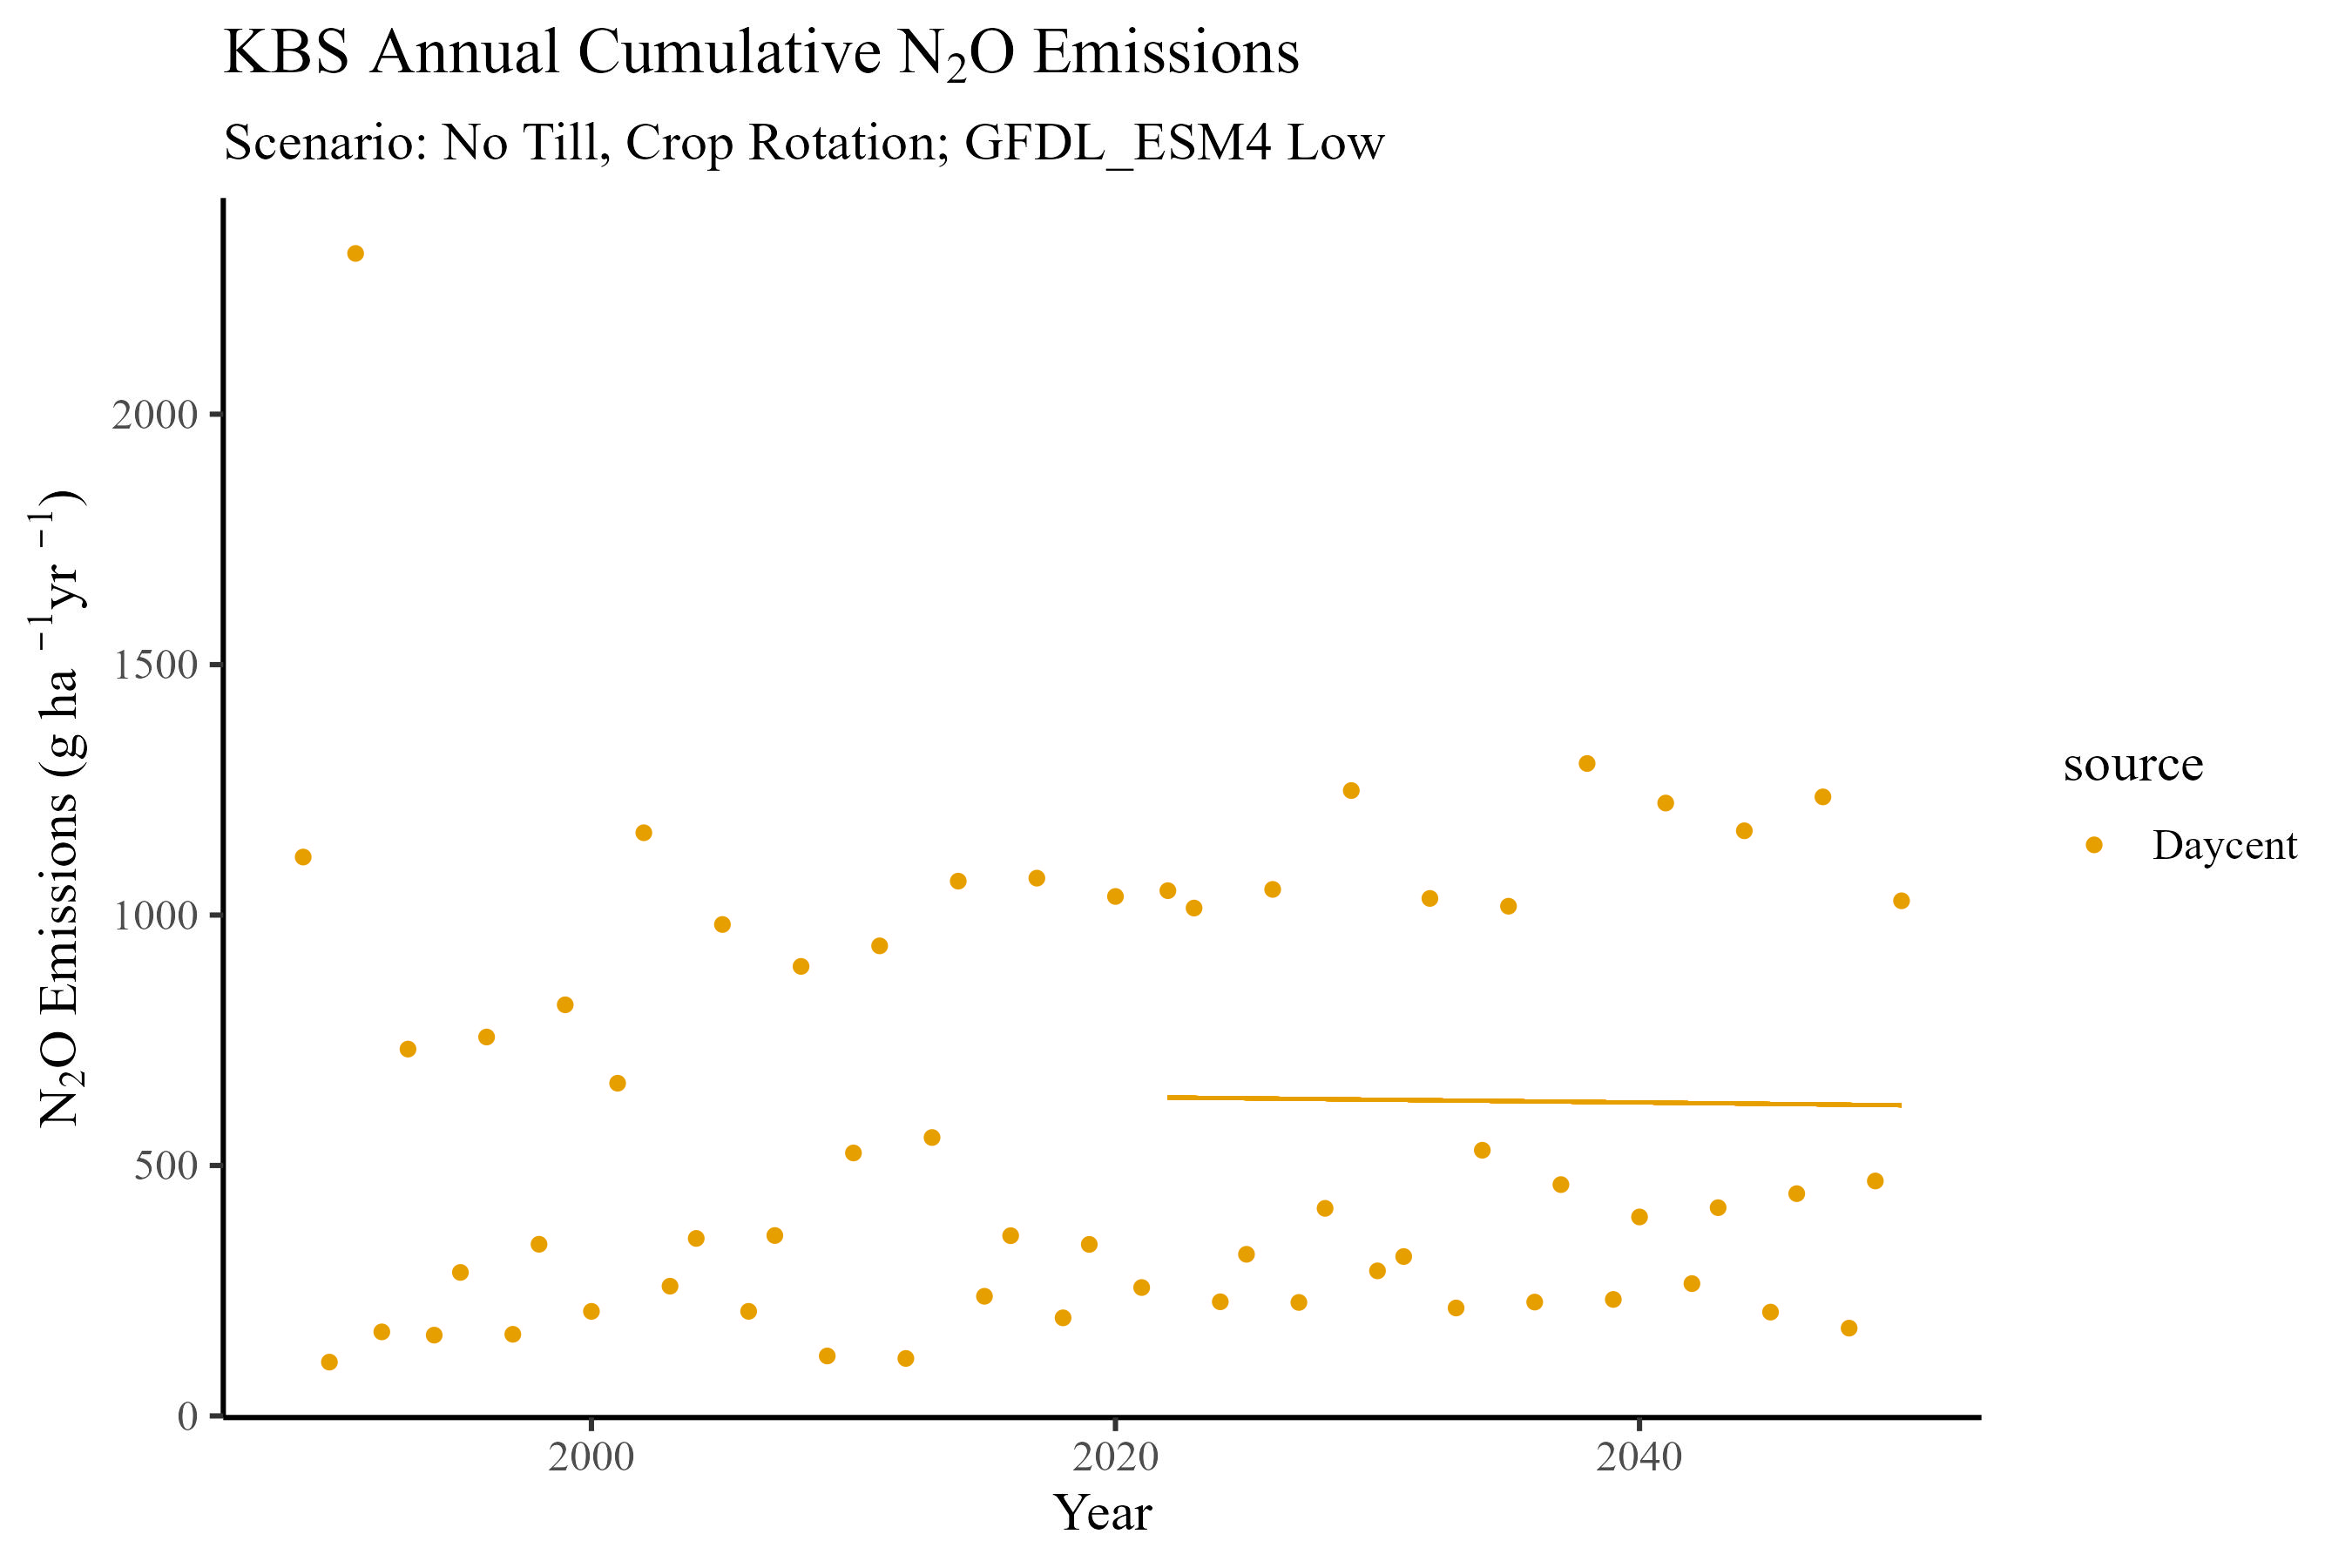 KBS Annual Cumulative N₂O Emissions
Scenario: No Till, Crop Rotation; GFDL_ESM4 Low
N₂O Emissions (g ha⁻¹yr⁻¹)
2000
1500
1000
500
0
2000
2020
2040
Year
source
Daycent